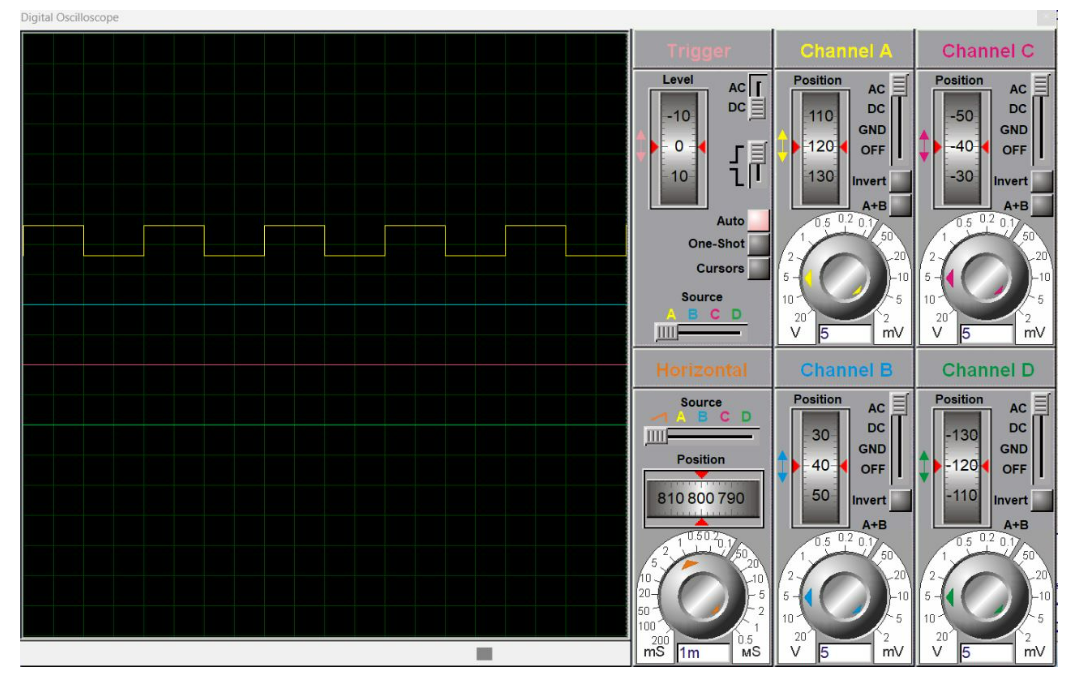 Digital Oscilloscope
Trigger
Level
AC
DC
-10
0
10
Auto
One-Shot
Cursors
Source
A B C D
Channel A
Position
AC
DC
GND
OFF
110
120
130
Invert
A+B
20 10 5 2 1 0.5 0.2 0.1 50 20 10 5 2
V 5 mV
Channel C
Position
AC
DC
GND
OFF
-50
-40
-30
Invert
A+B
20 10 5 2 1 0.5 0.2 0.1 50 20 10 5 2
V 5 mV
Horizontal
Source
A B C D
Position
810 800 790
200 100 50 20 10 5 2 1 0.5 0.2 0.1 50 20 10 5 2 1 0.5
mS 1m µS
Channel B
Position
AC
DC
GND
OFF
30
40
50
Invert
A+B
20 10 5 2 1 0.5 0.2 0.1 50 20 10 5 2
V 5 mV
Channel D
Position
AC
DC
GND
OFF
-130
-120
-110
Invert
A+B
20 10 5 2 1 0.5 0.2 0.1 50 20 10 5 2
V 5 mV